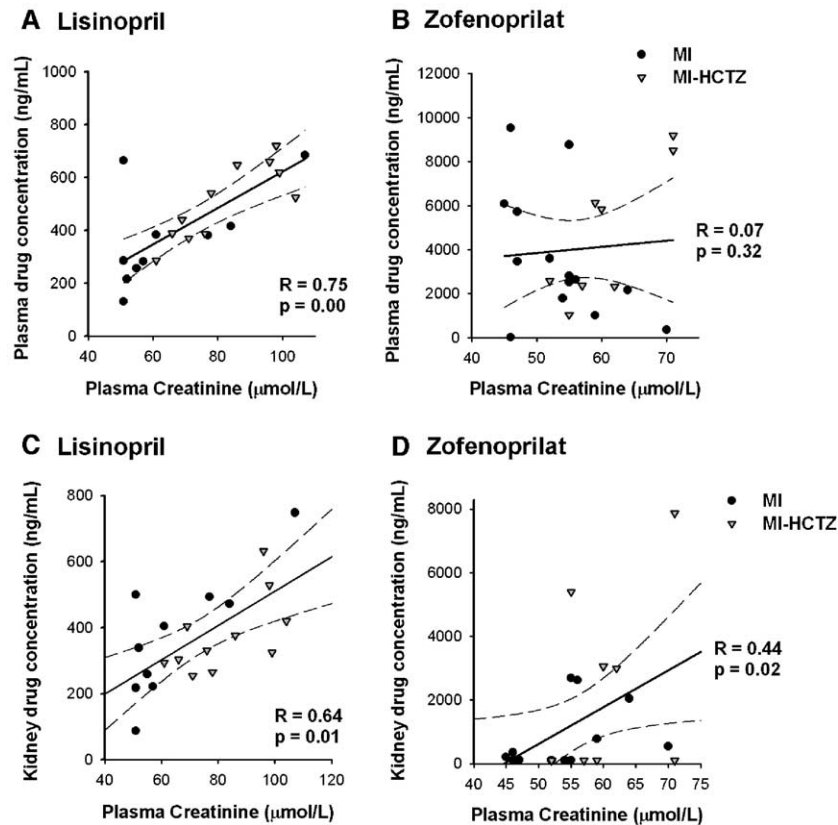 A Lisinopril
Plasma drug concentration (ng/mL)
1000
800
600
400
200
0
40 60 80 100
Plasma Creatinine (μmol/L)
R = 0.75
p = 0.00
B Zofenoprilat
MI
MI-HCTZ
Plasma drug concentration (ng/mL)
12000
10000
8000
6000
4000
2000
0
45 50 55 60 65 70
Plasma Creatinine (μmol/L)
R = 0.07
p = 0.32
C Lisinopril
Kidney drug concentration (ng/mL)
800
600
400
200
0
40 60 80 100 120
Plasma Creatinine (μmol/L)
R = 0.64
p = 0.01
D Zofenoprilat
MI
MI-HCTZ
Kidney drug concentration (ng/mL)
8000
6000
4000
2000
0
40 45 50 55 60 65 70 75
Plasma Creatinine (μmol/L)
R = 0.44
p = 0.02